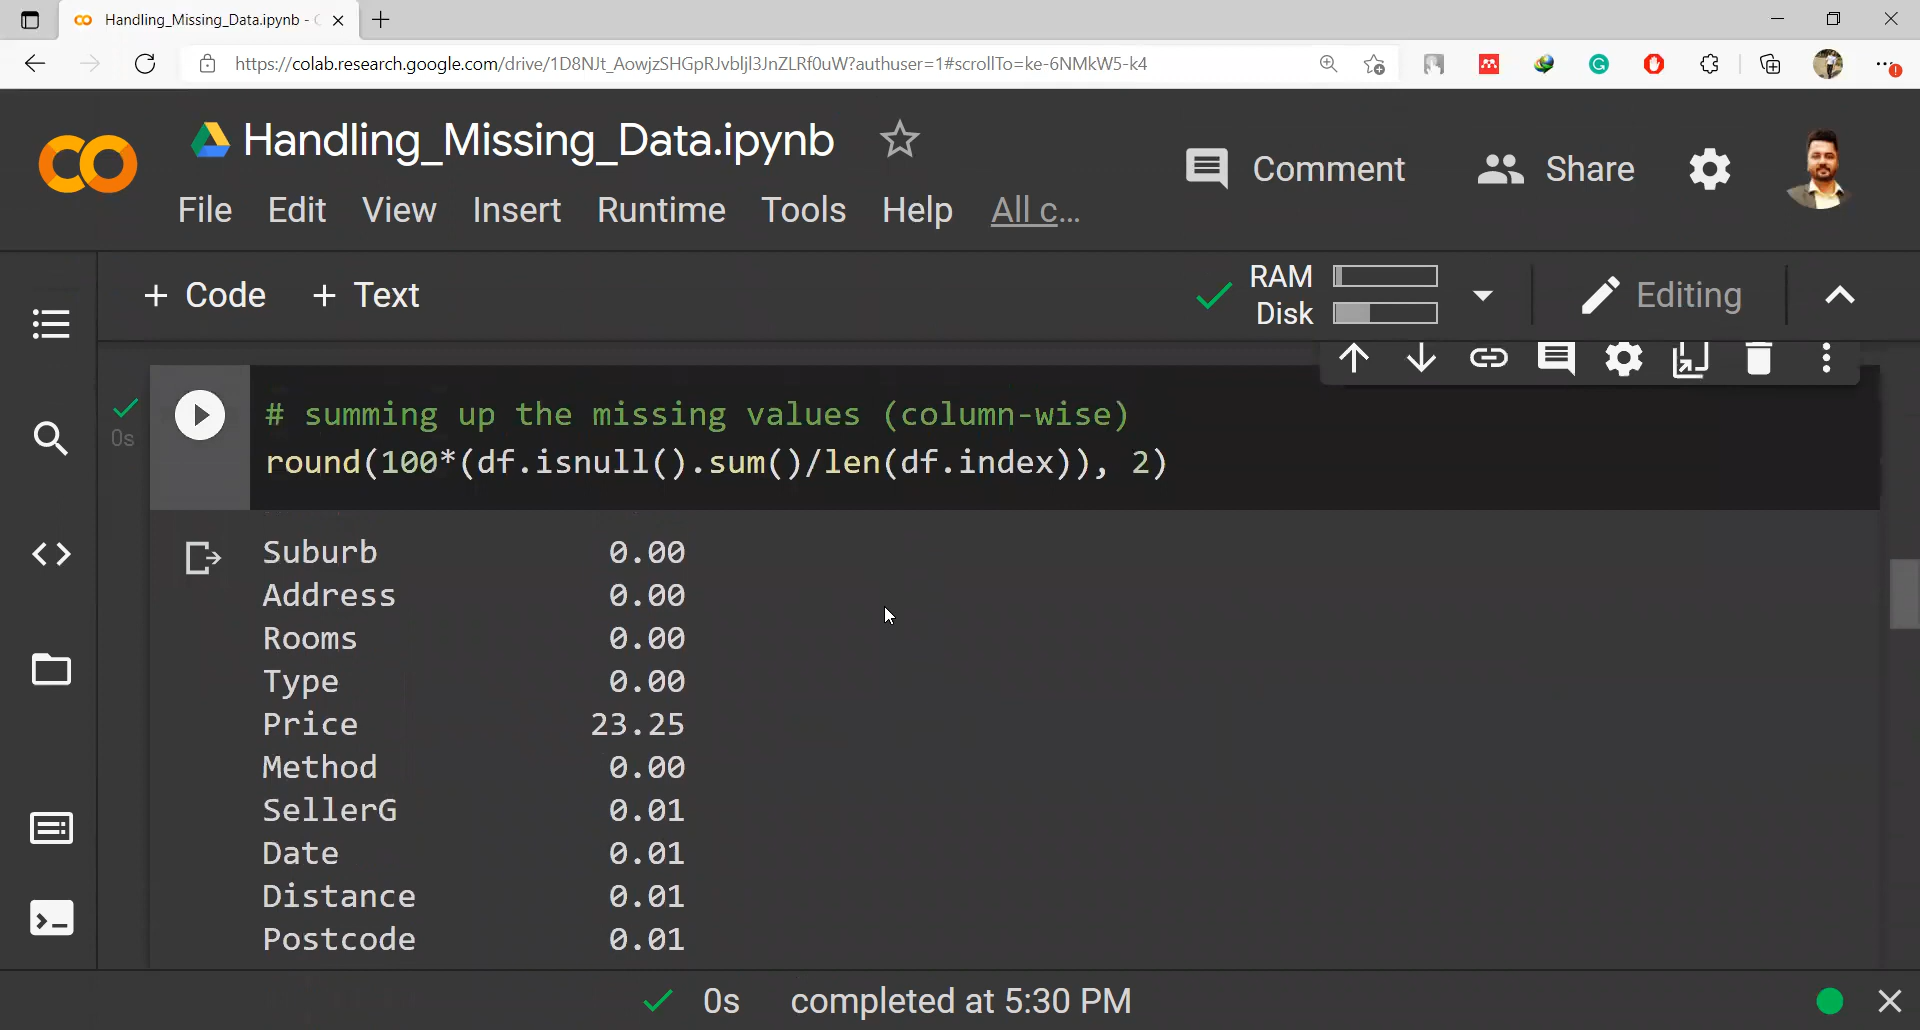 Handling_Missing_Data.ipynb -
https://colab.research.google.com/drive/1D8NJt_AowjzSHGpRJvbljl3JnZLRf0uW?authuser=1#scrollTo=ke-6NMkW5-k4
Handling_Missing_Data.ipynb
Comment Share
File Edit View Insert Runtime Tools Help All c...
+ Code + Text
RAM
Disk
Editing
0s
# summing up the missing values (column-wise)
round(100*(df.isnull().sum()/len(df.index)), 2)
Suburb 0.00
Address 0.00
Rooms 0.00
Type 0.00
Price 23.25
Method 0.00
SellerG 0.01
Date 0.01
Distance 0.01
Postcode 0.01
0s completed at 5:30 PM